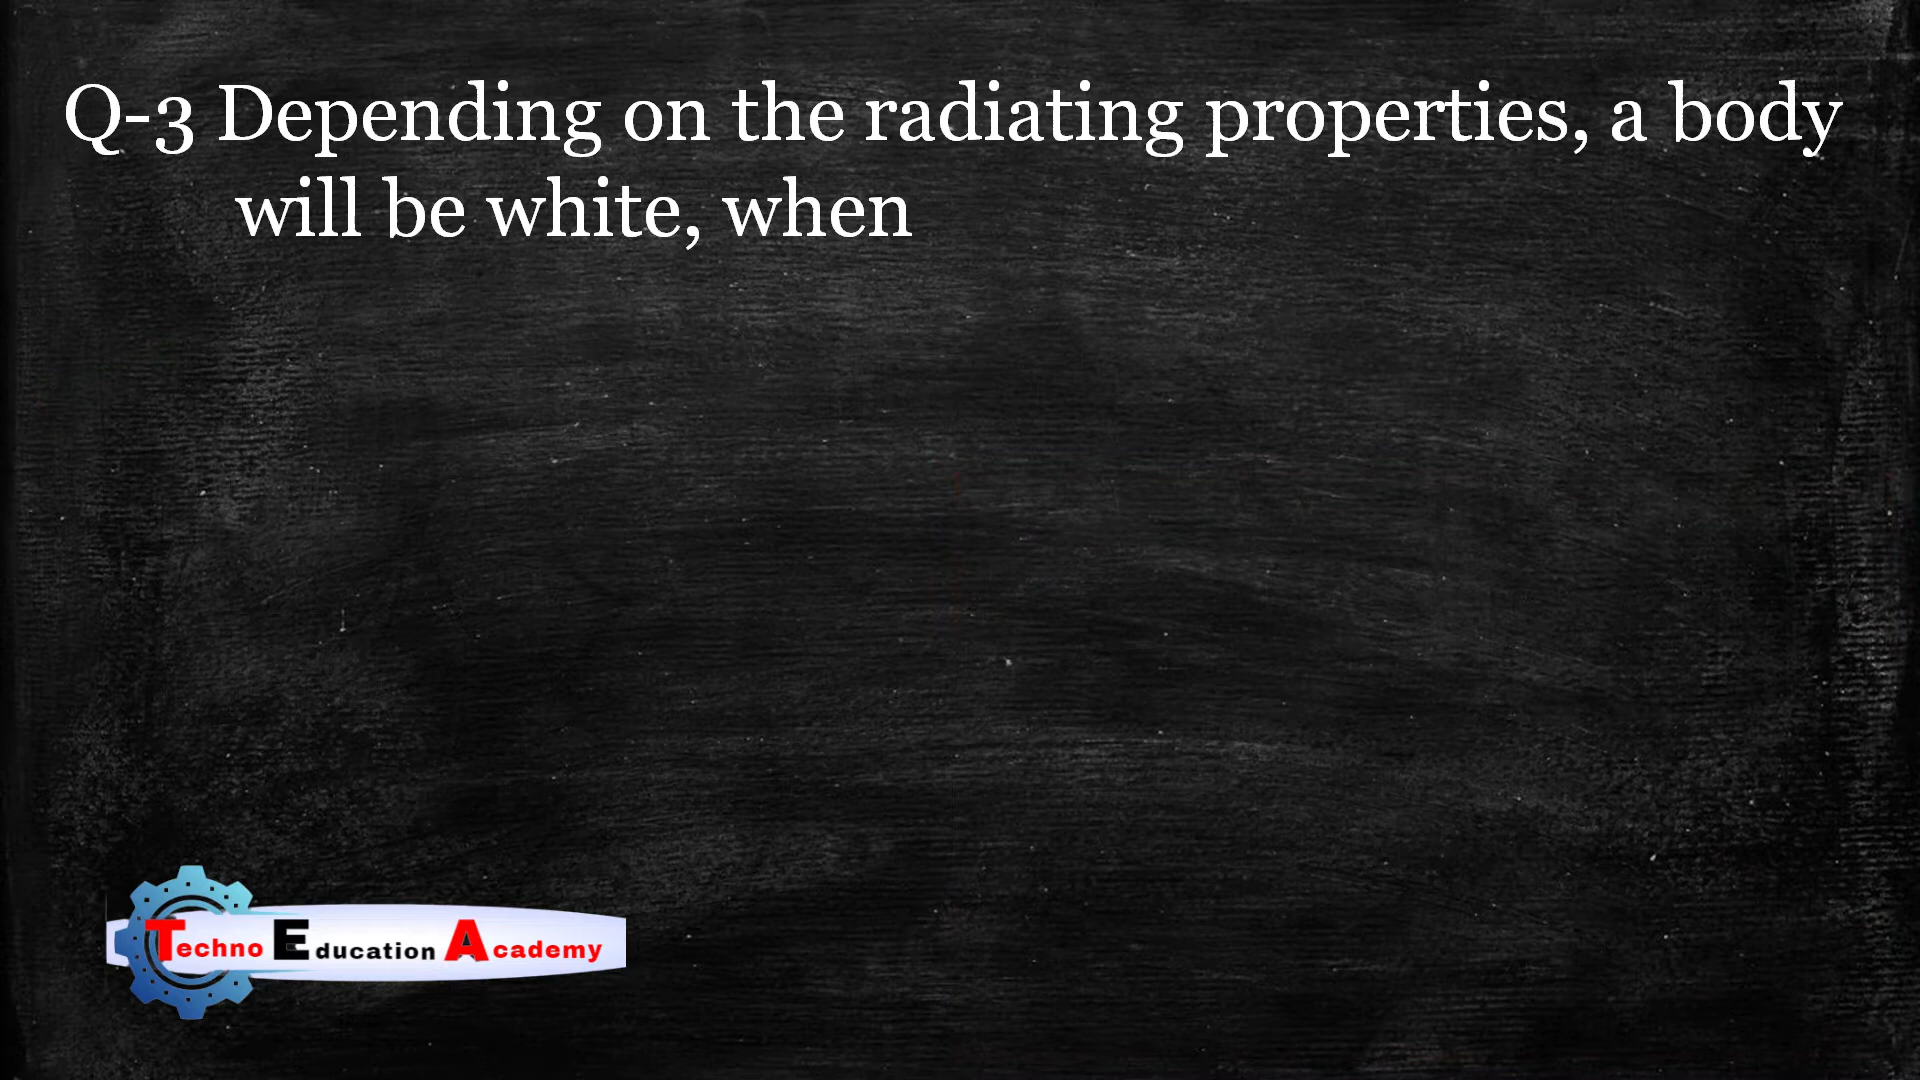 Q-3 Depending on the radiating properties, a body
will be white, when
Techno Education Academy